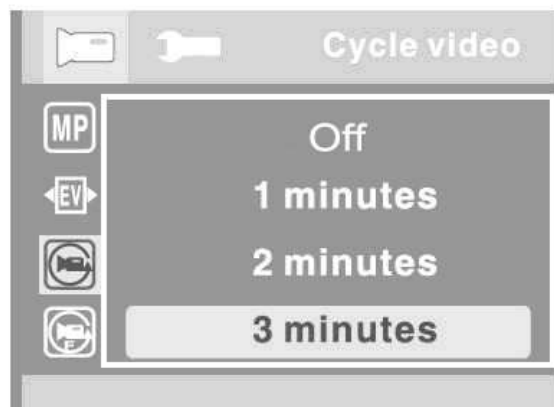 Cycle video
MP
Off
EV
1 minutes
2 minutes
F
3 minutes